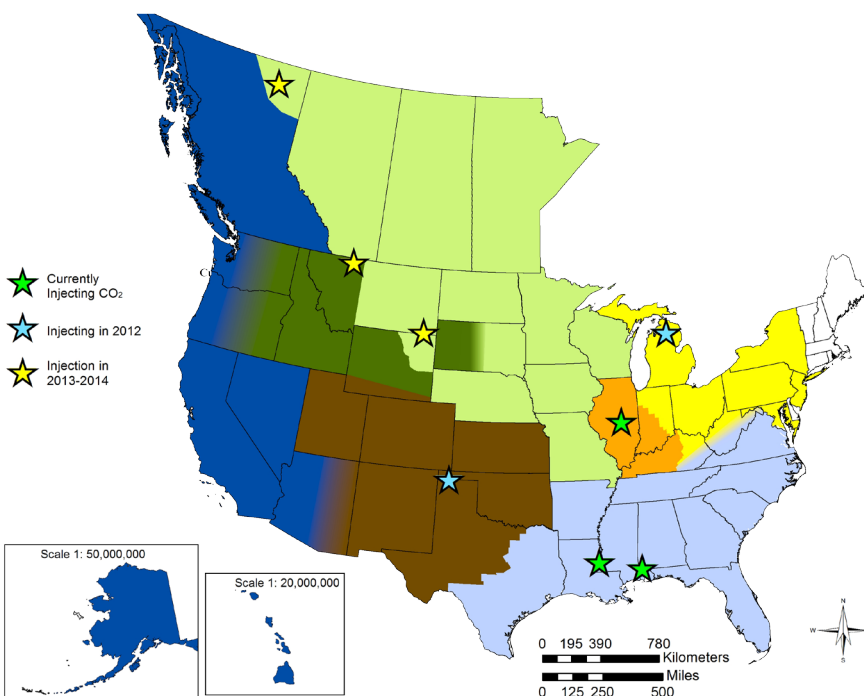 Currently
Injecting CO₂
Injecting in 2012
Injection in
2013-2014
Scale 1: 50,000,000
Scale 1: 20,000,000
N
W
S
0 195 390 780
Kilometers
Miles
0 125 250 500